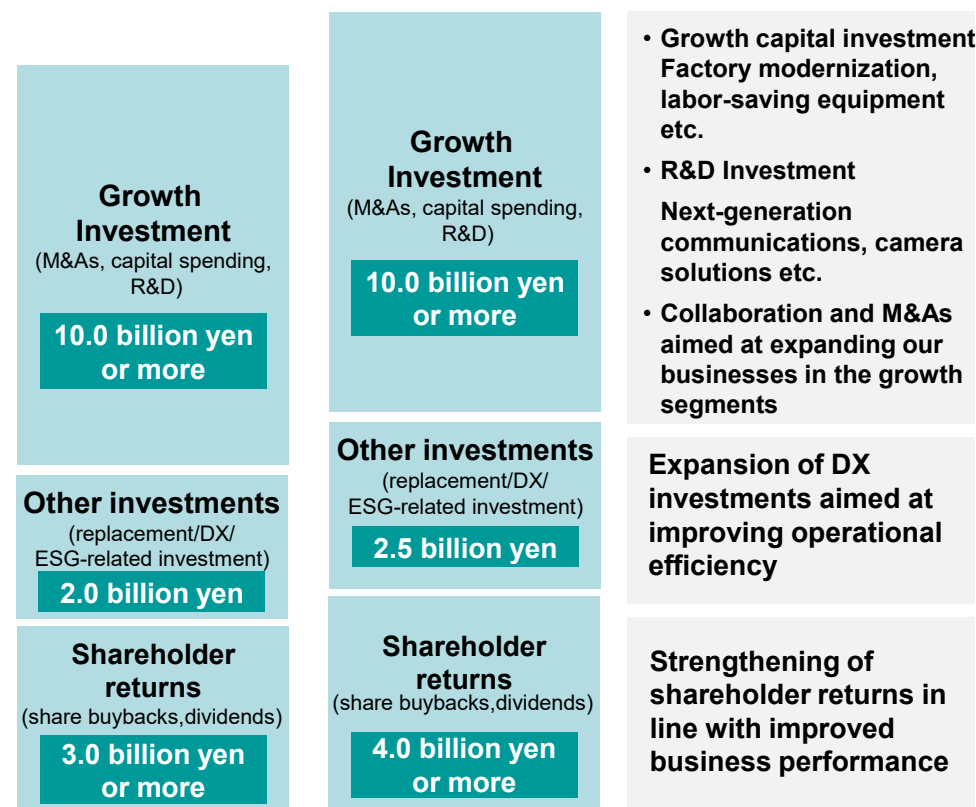 Growth
Investment
(M&As, capital spending,
R&D)
10.0 billion yen
or more
Other investments
(replacement/DX/
ESG-related investment)
2.0 billion yen
Shareholder
returns
(share buybacks,dividends)
3.0 billion yen
or more
Growth
Investment
(M&As, capital spending,
R&D)
10.0 billion yen
or more
Other investments
(replacement/DX/
ESG-related investment)
2.5 billion yen
Shareholder
returns
(share buybacks,dividends)
4.0 billion yen
or more
• Growth capital investment
Factory modernization,
labor-saving equipment
etc.
• R&D Investment
Next-generation
communications, camera
solutions etc.
• Collaboration and M&As
aimed at expanding our
businesses in the growth
segments
Expansion of DX
investments aimed at
improving operational
efficiency
Strengthening of
shareholder returns in
line with improved
business performance